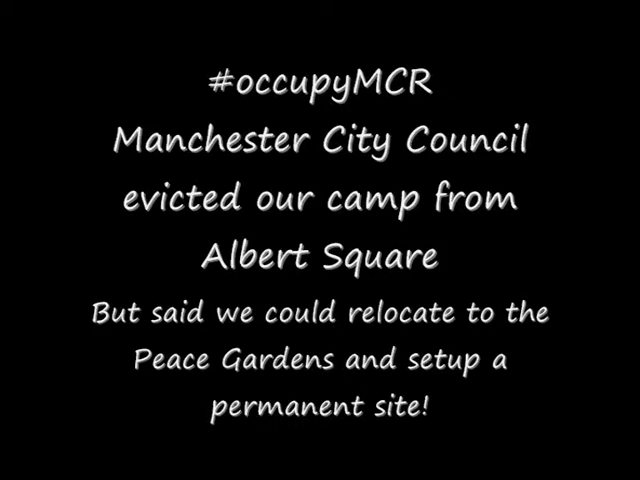 #occupyMCR
Manchester City Council
evicted our camp from
Albert Square
But said we could relocate to the
Peace Gardens and setup a
permanent site!